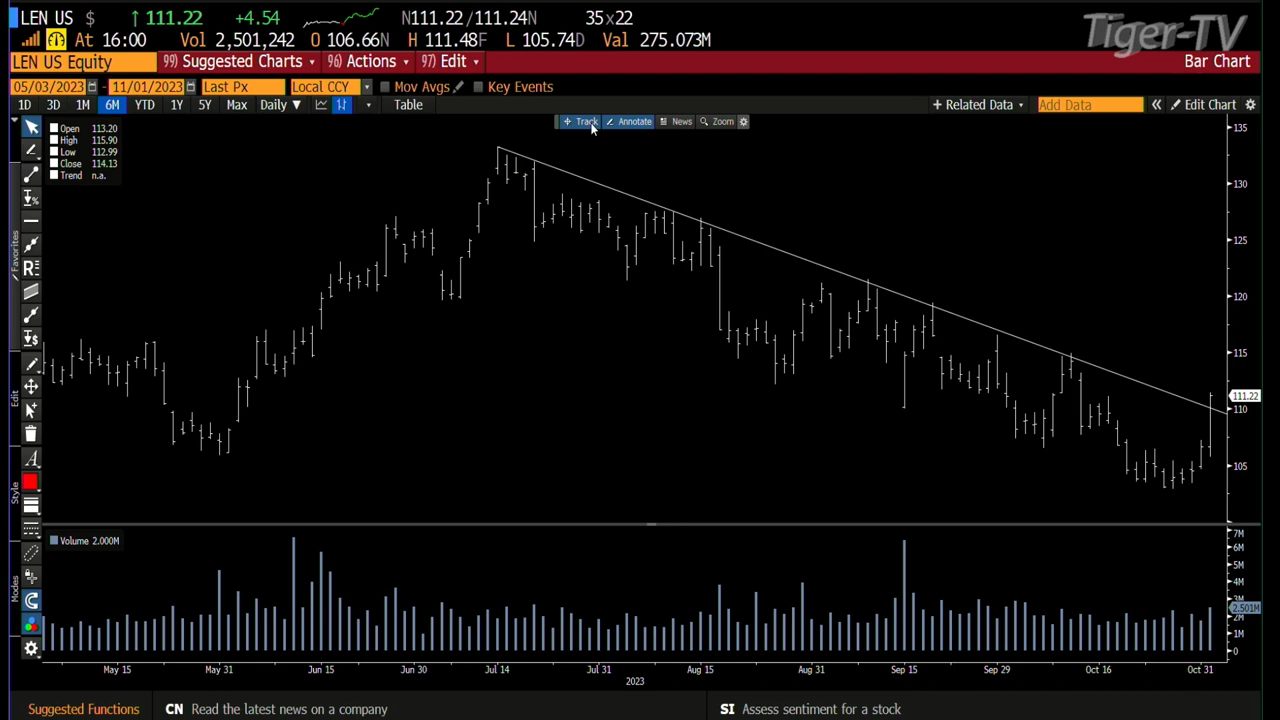 LEN US $ ↑ 111.22 +4.54 N111.22/111.24N 35x22
At 16:00 Vol 2,501,242 O 106.66N H 111.48F L 105.74D Val 275.073M
Tiger-TV
LEN US Equity 99) Suggested Charts 96) Actions 97) Edit Bar Chart
05/03/2023 - 11/01/2023 Last Px Local CCY Mov Avgs Key Events
1D 3D 1M 6M YTD 1Y 5Y Max Daily ▼ Table + Related Data Add Data « Edit Chart
Track Annotate News Zoom
Open 113.20
High 115.90
Low 112.99
Close 114.13
Trend n.a.
135
130
125
120
115
111.22
110
105
Favorites
Edit
Style
Modes
Volume 2.000M
7M
6M
5M
4M
3M
2.501M
2M
1M
0
May 15 May 31 Jun 15 Jun 30 Jul 14 Jul 31 Aug 15 Aug 31 Sep 15 Sep 29 Oct 16 Oct 31
2023
Suggested Functions CN Read the latest news on a company SI Assess sentiment for a stock